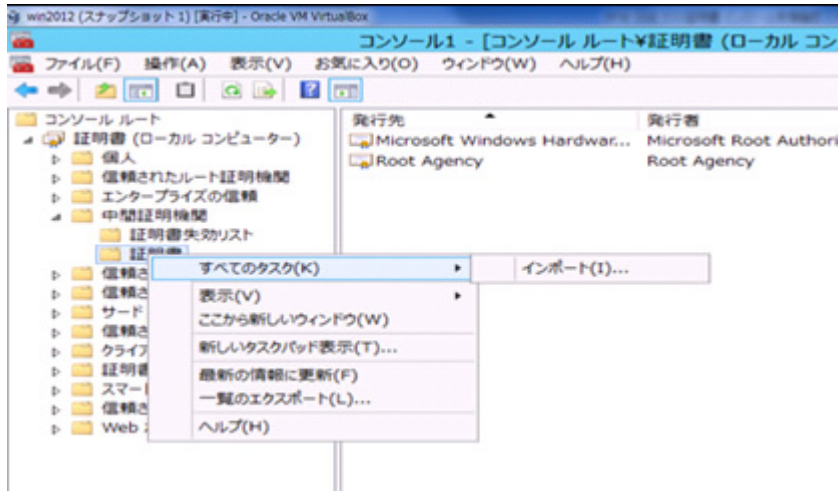 win2012 (スナップショット 1) [実行中] - Oracle VM VirtualBox
コンソール1 - [コンソール ルート¥証明書 (ローカル コン
ファイル(F) 操作(A) 表示(V) お気に入り(O) ウィンドウ(W) ヘルプ(H)
コンソール ルート
証明書 (ローカル コンピューター)
個人
信頼されたルート証明機関
エンタープライズの信頼
中間証明機関
証明書失効リスト
証明書
信頼さ
信頼さ
サード
信頼さ
クライア
証明書
スマー
信頼さ
Web
発行先 発行者
Microsoft Windows Hardwar... Microsoft Root Authori
Root Agency Root Agency
すべてのタスク(K)
インポート(I)...
表示(V)
ここから新しいウィンドウ(W)
新しいタスクパッド表示(T)...
最新の情報に更新(F)
一覧のエクスポート(L)...
ヘルプ(H)